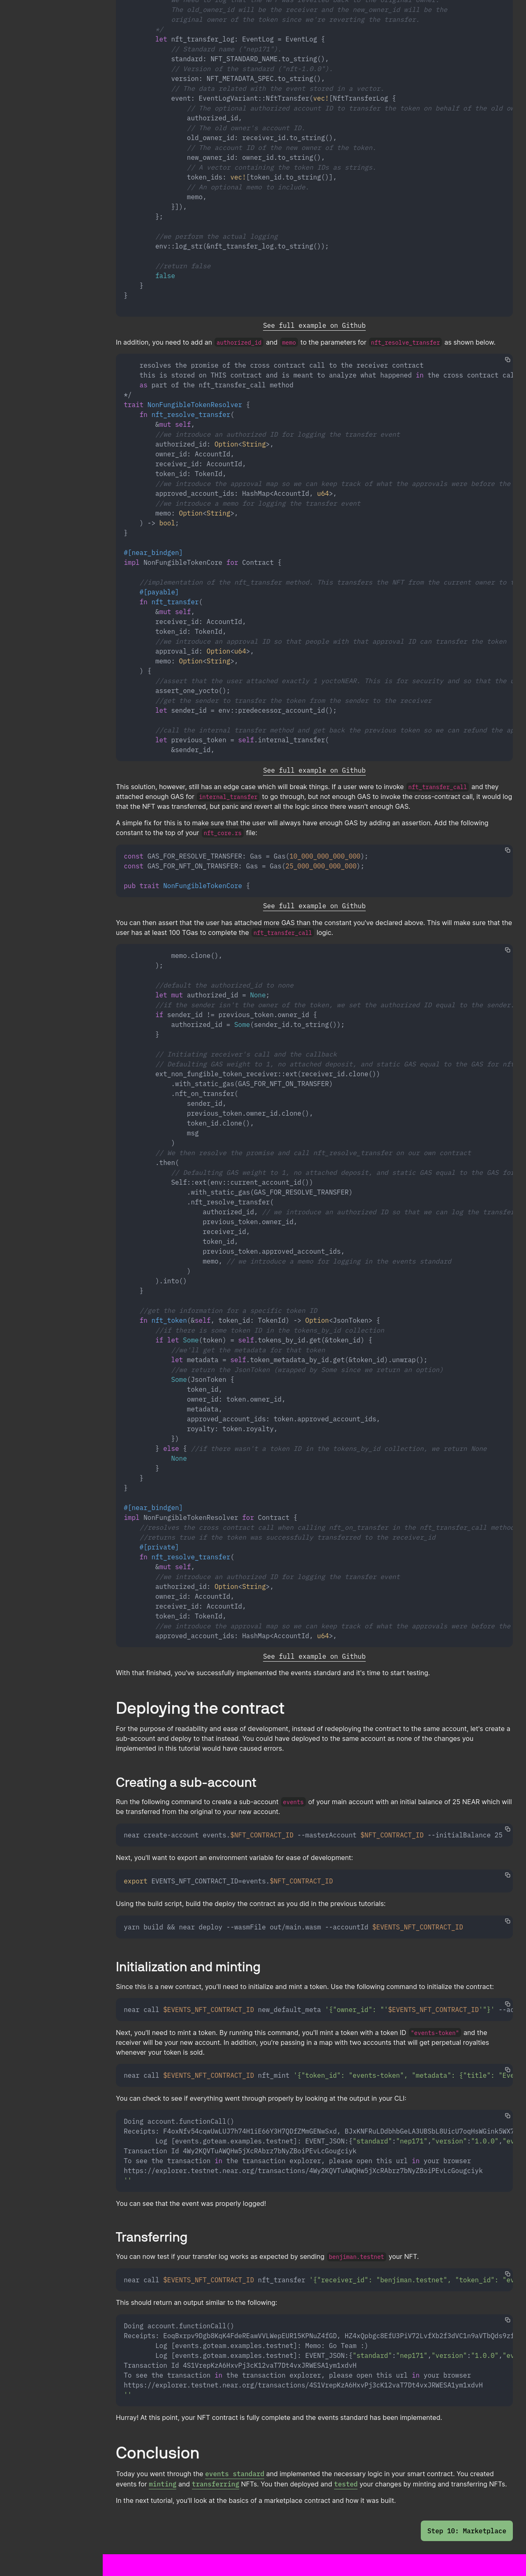 we need to log that the NFT was reverted back to the original owner.
The old_owner_id will be the receiver and the new_owner_id will be the
original owner of the token since we're reverting the transfer.
*/
let nft_transfer_log: EventLog = EventLog {
// Standard name ("nep171").
standard: NFT_STANDARD_NAME.to_string(),
// Version of the standard ("nft-1.0.0").
version: NFT_METADATA_SPEC.to_string(),
// The data related with the event stored in a vector.
event: EventLogVariant::NftTransfer(vec![NftTransferLog {
// The optional authorized account ID to transfer the token on behalf of the old ow
authorized_id,
// The old owner's account ID.
old_owner_id: receiver_id.to_string(),
// The account ID of the new owner of the token.
new_owner_id: owner_id.to_string(),
// A vector containing the token IDs as strings.
token_ids: vec![token_id.to_string()],
// An optional memo to include.
memo,
}]),
};

//we perform the actual logging
env::log_str(&nft_transfer_log.to_string());

//return false
false
}
}
See full example on Github
In addition, you need to add an authorized_id and memo to the parameters for nft_resolve_transfer as shown below.
resolves the promise of the cross contract call to the receiver contract
this is stored on THIS contract and is meant to analyze what happened in the cross contract cal
as part of the nft_transfer_call method
*/
trait NonFungibleTokenResolver {
fn nft_resolve_transfer(
&mut self,
//we introduce an authorized ID for logging the transfer event
authorized_id: Option<String>,
owner_id: AccountId,
receiver_id: AccountId,
token_id: TokenId,
//we introduce the approval map so we can keep track of what the approvals were before the
approved_account_ids: HashMap<AccountId, u64>,
//we introduce a memo for logging the transfer event
memo: Option<String>,
) -> bool;
}

#[near_bindgen]
impl NonFungibleTokenCore for Contract {

//implementation of the nft_transfer method. This transfers the NFT from the current owner to t
#[payable]
fn nft_transfer(
&mut self,
receiver_id: AccountId,
token_id: TokenId,
//we introduce an approval ID so that people with that approval ID can transfer the token
approval_id: Option<u64>,
memo: Option<String>,
) {
//assert that the user attached exactly 1 yoctoNEAR. This is for security and so that the u
assert_one_yocto();
//get the sender to transfer the token from the sender to the receiver
let sender_id = env::predecessor_account_id();

//call the internal transfer method and get back the previous token so we can refund the ap
let previous_token = self.internal_transfer(
&sender_id,
See full example on Github
This solution, however, still has an edge case which will break things. If a user were to invoke nft_transfer_call and they
attached enough GAS for internal_transfer to go through, but not enough GAS to invoke the cross-contract call, it would log
that the NFT was transferred, but panic and revert all the logic since there wasn't enough GAS.
A simple fix for this is to make sure that the user will always have enough GAS by adding an assertion. Add the following
constant to the top of your nft_core.rs file:
const GAS_FOR_RESOLVE_TRANSFER: Gas = Gas(10_000_000_000_000);
const GAS_FOR_NFT_ON_TRANSFER: Gas = Gas(25_000_000_000_000);

pub trait NonFungibleTokenCore {
See full example on Github
You can then assert that the user has attached more GAS than the constant you've declared above. This will make sure that the
user has at least 100 TGas to complete the nft_transfer_call logic.
memo.clone(),
);

//default the authorized_id to none
let mut authorized_id = None;
//if the sender isn't the owner of the token, we set the authorized ID equal to the sender.
if sender_id != previous_token.owner_id {
authorized_id = Some(sender_id.to_string());
}

// Initiating receiver's call and the callback
// Defaulting GAS weight to 1, no attached deposit, and static GAS equal to the GAS for nft
ext_non_fungible_token_receiver::ext(receiver_id.clone())
.with_static_gas(GAS_FOR_NFT_ON_TRANSFER)
.nft_on_transfer(
sender_id,
previous_token.owner_id.clone(),
token_id.clone(),
msg
)
// We then resolve the promise and call nft_resolve_transfer on our own contract
.then(
// Defaulting GAS weight to 1, no attached deposit, and static GAS equal to the GAS for
Self::ext(env::current_account_id())
.with_static_gas(GAS_FOR_RESOLVE_TRANSFER)
.nft_resolve_transfer(
authorized_id, // we introduce an authorized ID so that we can log the transfer
previous_token.owner_id,
receiver_id,
token_id,
previous_token.approved_account_ids,
memo, // we introduce a memo for logging in the events standard
)
).into()
}

//get the information for a specific token ID
fn nft_token(&self, token_id: TokenId) -> Option<JsonToken> {
//if there is some token ID in the tokens_by_id collection
if let Some(token) = self.tokens_by_id.get(&token_id) {
//we'll get the metadata for that token
let metadata = self.token_metadata_by_id.get(&token_id).unwrap();
//we return the JsonToken (wrapped by Some since we return an option)
Some(JsonToken {
token_id,
owner_id: token.owner_id,
metadata,
approved_account_ids: token.approved_account_ids,
royalty: token.royalty,
})
} else { //if there wasn't a token ID in the tokens_by_id collection, we return None
None
}
}
}

#[near_bindgen]
impl NonFungibleTokenResolver for Contract {
//resolves the cross contract call when calling nft_on_transfer in the nft_transfer_call method
//returns true if the token was successfully transferred to the receiver_id
#[private]
fn nft_resolve_transfer(
&mut self,
//we introduce an authorized ID for logging the transfer event
authorized_id: Option<String>,
owner_id: AccountId,
receiver_id: AccountId,
token_id: TokenId,
//we introduce the approval map so we can keep track of what the approvals were before the
approved_account_ids: HashMap<AccountId, u64>,
See full example on Github
With that finished, you've successfully implemented the events standard and it's time to start testing.
Deploying the contract
For the purpose of readability and ease of development, instead of redeploying the contract to the same account, let's create a
sub-account and deploy to that instead. You could have deployed to the same account as none of the changes you
implemented in this tutorial would have caused errors.
Creating a sub-account
Run the following command to create a sub-account events of your main account with an initial balance of 25 NEAR which will
be transferred from the original to your new account.
near create-account events.$NFT_CONTRACT_ID --masterAccount $NFT_CONTRACT_ID --initialBalance 25
Next, you'll want to export an environment variable for ease of development:
export EVENTS_NFT_CONTRACT_ID=events.$NFT_CONTRACT_ID
Using the build script, build the deploy the contract as you did in the previous tutorials:
yarn build && near deploy --wasmFile out/main.wasm --accountId $EVENTS_NFT_CONTRACT_ID
Initialization and minting
Since this is a new contract, you'll need to initialize and mint a token. Use the following command to initialize the contract:
near call $EVENTS_NFT_CONTRACT_ID new_default_meta '{"owner_id": "'$EVENTS_NFT_CONTRACT_ID'"}' --ac
Next, you'll need to mint a token. By running this command, you'll mint a token with a token ID "events-token" and the
receiver will be your new account. In addition, you're passing in a map with two accounts that will get perpetual royalties
whenever your token is sold.
near call $EVENTS_NFT_CONTRACT_ID nft_mint '{"token_id": "events-token", "metadata": {"title": "Eve
You can check to see if everything went through properly by looking at the output in your CLI:
Doing account.functionCall()
Log [events.goteam.examples.testnet]: EVENT_JSON:{"standard":"nep171","version":"1.0.0","ev
Transaction Id 4Wy2KQVTuAWQHw5jXcRAbrz7bNyZBoiPEvLcGougciyk
To see the transaction in the transaction explorer, please open this url in your browser
https://explorer.testnet.near.org/transactions/4Wy2KQVTuAWQHw5jXcRAbrz7bNyZBoiPEvLcGougciyk
''
You can see that the event was properly logged!
Transferring
You can now test if your transfer log works as expected by sending benjiman.testnet your NFT.
near call $EVENTS_NFT_CONTRACT_ID nft_transfer '{"receiver_id": "benjiman.testnet", "token_id": "ev
This should return an output similar to the following:
Doing account.functionCall()
Log [events.goteam.examples.testnet]: Memo: Go Team :)
Log [events.goteam.examples.testnet]: EVENT_JSON:{"standard":"nep171","version":"1.0.0","ev
Transaction Id 4S1VrepKzA6HxvPj3cK12vaT7Dt4vxJRWESA1ym1xdvH
To see the transaction in the transaction explorer, please open this url in your browser
https://explorer.testnet.near.org/transactions/4S1VrepKzA6HxvPj3cK12vaT7Dt4vxJRWESA1ym1xdvH
''
Hurray! At this point, your NFT contract is fully complete and the events standard has been implemented.
Conclusion
Today you went through the events standard and implemented the necessary logic in your smart contract. You created
events for minting and transferring NFTs. You then deployed and tested your changes by minting and transferring NFTs.
In the next tutorial, you'll look at the basics of a marketplace contract and how it was built.
Step 10: Marketplace